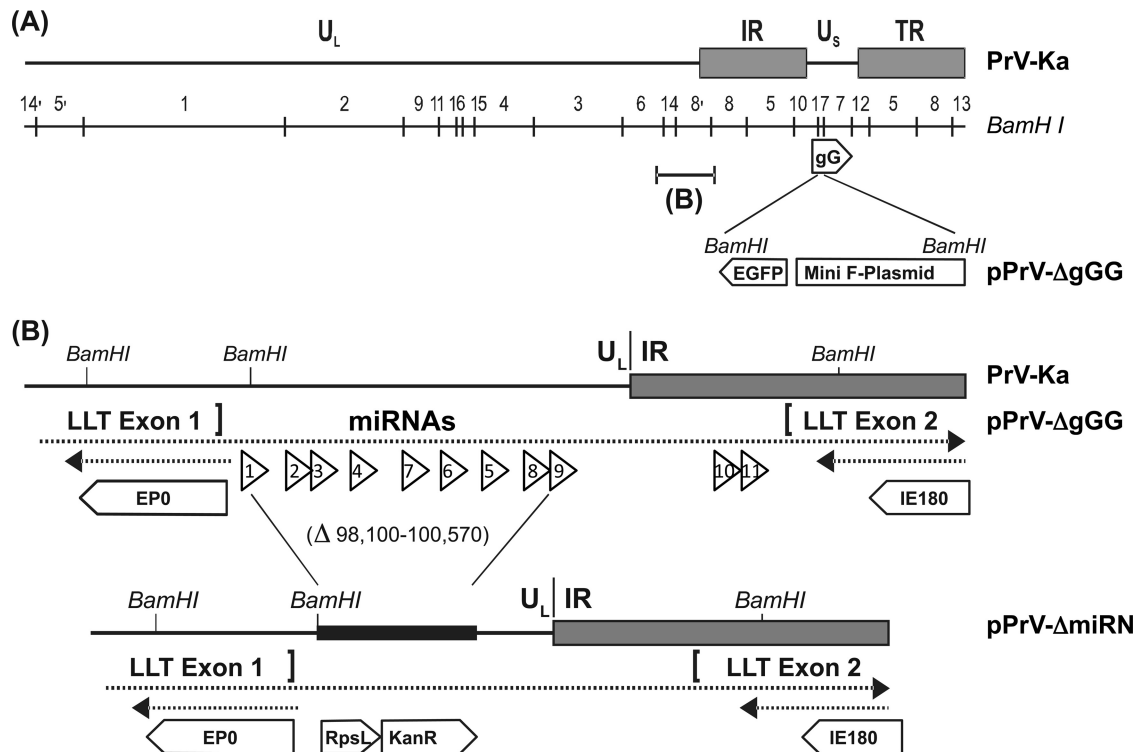 (A)
U_L IR U_S TR
PrV-Ka
14' 5' 1 2 9 11 16 15 4 3 6 14 8' 8 5 10 17 7 12 5 8 13
BamH I
gG
(B)
BamHI BamHI
EGFP Mini F-Plasmid
pPrV-ΔgGG
(B)
BamHI BamHI U_L IR BamHI
PrV-Ka
LLT Exon 1 ] miRNAs [ LLT Exon 2
pPrV-ΔgGG
1 2 3 4 7 6 5 8 9 10 11
EP0 IE180
(Δ 98,100-100,570)
BamHI BamHI U_L IR BamHI
pPrV-ΔmiRN
LLT Exon 1 ] [ LLT Exon 2
EP0 RpsL KanR IE180